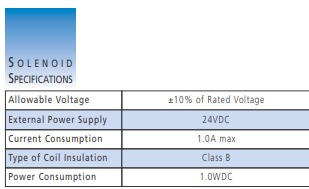 SOLENOID
SPECIFICATIONS
Allowable Voltage ±10% of Rated Voltage
External Power Supply 24VDC
Current Consumption 1.0A max
Type of Coil Insulation Class B
Power Consumption 1.0WDC